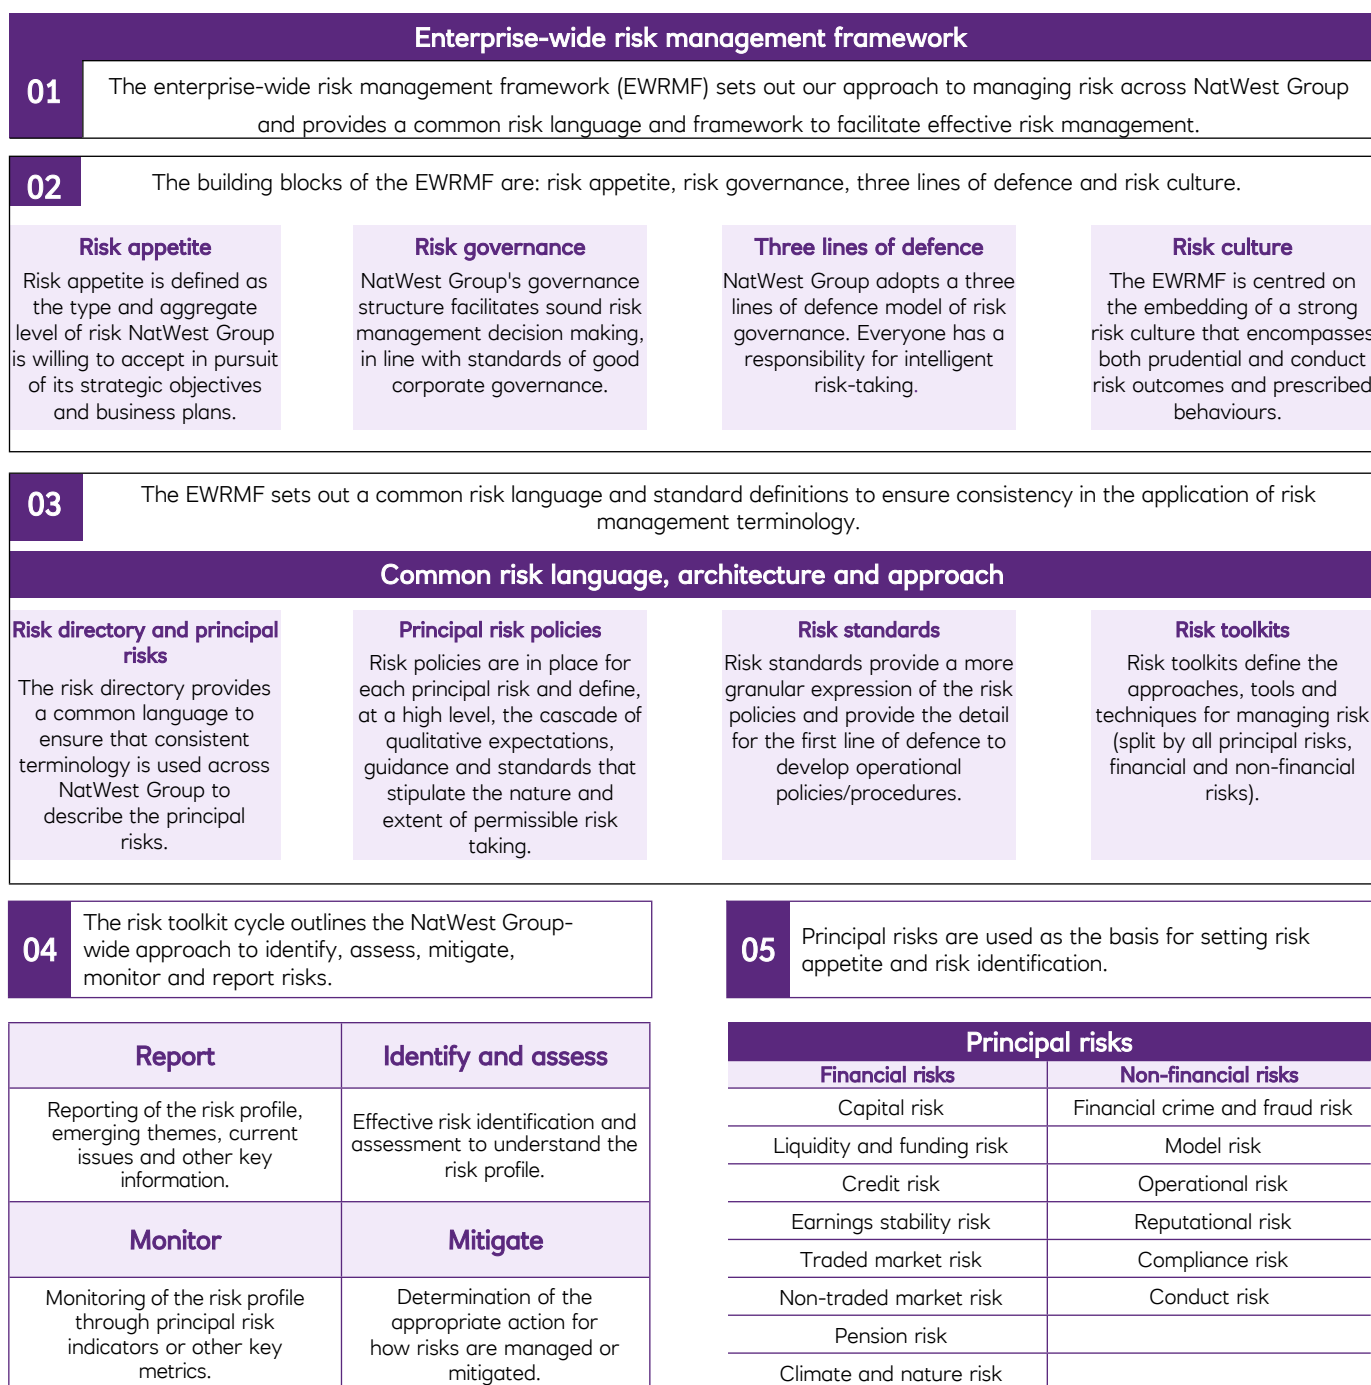 Enterprise-wide risk management framework
01
The enterprise-wide risk management framework (EWRMF) sets out our approach to managing risk across NatWest Group
and provides a common risk language and framework to facilitate effective risk management.
02
The building blocks of the EWRMF are: risk appetite, risk governance, three lines of defence and risk culture.
Risk appetite
Risk appetite is defined as
the type and aggregate
level of risk NatWest Group
is willing to accept in pursuit
of its strategic objectives
and business plans.
Risk governance
NatWest Group's governance
structure facilitates sound risk
management decision making,
in line with standards of good
corporate governance.
Three lines of defence
NatWest Group adopts a three
lines of defence model of risk
governance. Everyone has a
responsibility for intelligent
risk-taking.
Risk culture
The EWRMF is centred on
the embedding of a strong
risk culture that encompasses
both prudential and conduct
risk outcomes and prescribed
behaviours.
03
The EWRMF sets out a common risk language and standard definitions to ensure consistency in the application of risk
management terminology.
Common risk language, architecture and approach
Risk directory and principal
risks
The risk directory provides
a common language to
ensure that consistent
terminology is used across
NatWest Group to
describe the principal
risks.
Principal risk policies
Risk policies are in place for
each principal risk and define,
at a high level, the cascade of
qualitative expectations,
guidance and standards that
stipulate the nature and
extent of permissible risk
taking.
Risk standards
Risk standards provide a more
granular expression of the risk
policies and provide the detail
for the first line of defence to
develop operational
policies/procedures.
Risk toolkits
Risk toolkits define the
approaches, tools and
techniques for managing risk
(split by all principal risks,
financial and non-financial
risks).
04
The risk toolkit cycle outlines the NatWest Group-
wide approach to identify, assess, mitigate,
monitor and report risks.
Report
Identify and assess
Reporting of the risk profile,
emerging themes, current
issues and other key
information.
Effective risk identification and
assessment to understand the
risk profile.
Monitor
Mitigate
Monitoring of the risk profile
through principal risk
indicators or other key
metrics.
Determination of the
appropriate action for
how risks are managed or
mitigated.
05
Principal risks are used as the basis for setting risk
appetite and risk identification.
Principal risks
Financial risks
Non-financial risks
Capital risk
Financial crime and fraud risk
Liquidity and funding risk
Model risk
Credit risk
Operational risk
Earnings stability risk
Reputational risk
Traded market risk
Compliance risk
Non-traded market risk
Conduct risk
Pension risk
Climate and nature risk